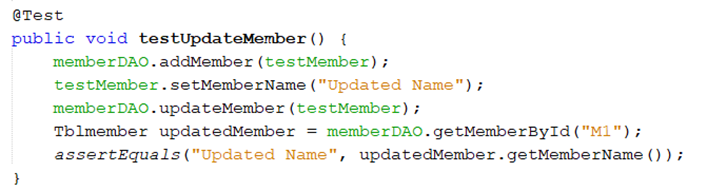 @Test
public void testUpdateMember() {
    memberDAO.addMember(testMember);
    testMember.setMemberName("Updated Name");
    memberDAO.updateMember(testMember);
    Tblmember updatedMember = memberDAO.getMemberById("M1");
    assertEquals("Updated Name", updatedMember.getMemberName());
}